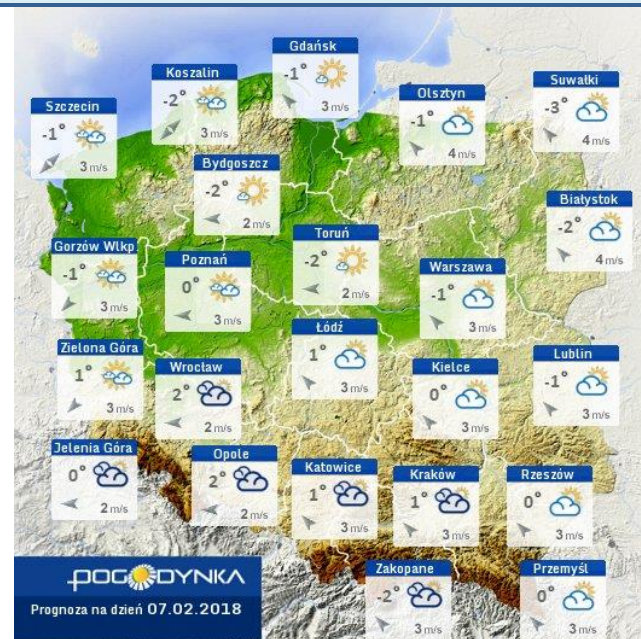 Gdańsk
-1°
3 m/s
Koszalin
-2°
3 m/s
Suwałki
-3°
4 m/s
Olsztyn
-1°
4 m/s
Szczecin
-1°
3 m/s
Bydgoszcz
-2°
2 m/s
Białystok
-2°
4 m/s
Toruń
-2°
2 m/s
Gorzów Wlkp
-1°
3 m/s
Poznań
0°
3 m/s
Warszawa
-1°
3 m/s
Łódź
1°
3 m/s
Zielona Góra
1°
3 m/s
Wrocław
2°
2 m/s
Kielce
0°
3 m/s
Lublin
-1°
3 m/s
Jelenia Góra
0°
2 m/s
Opole
2°
2 m/s
Katowice
1°
3 m/s
Kraków
1°
3 m/s
Rzeszów
0°
3 m/s
Zakopane
-2°
3 m/s
Przemyśl
0°
3 m/s
POGODYNKA
Prognoza na dzień 07.02.2018